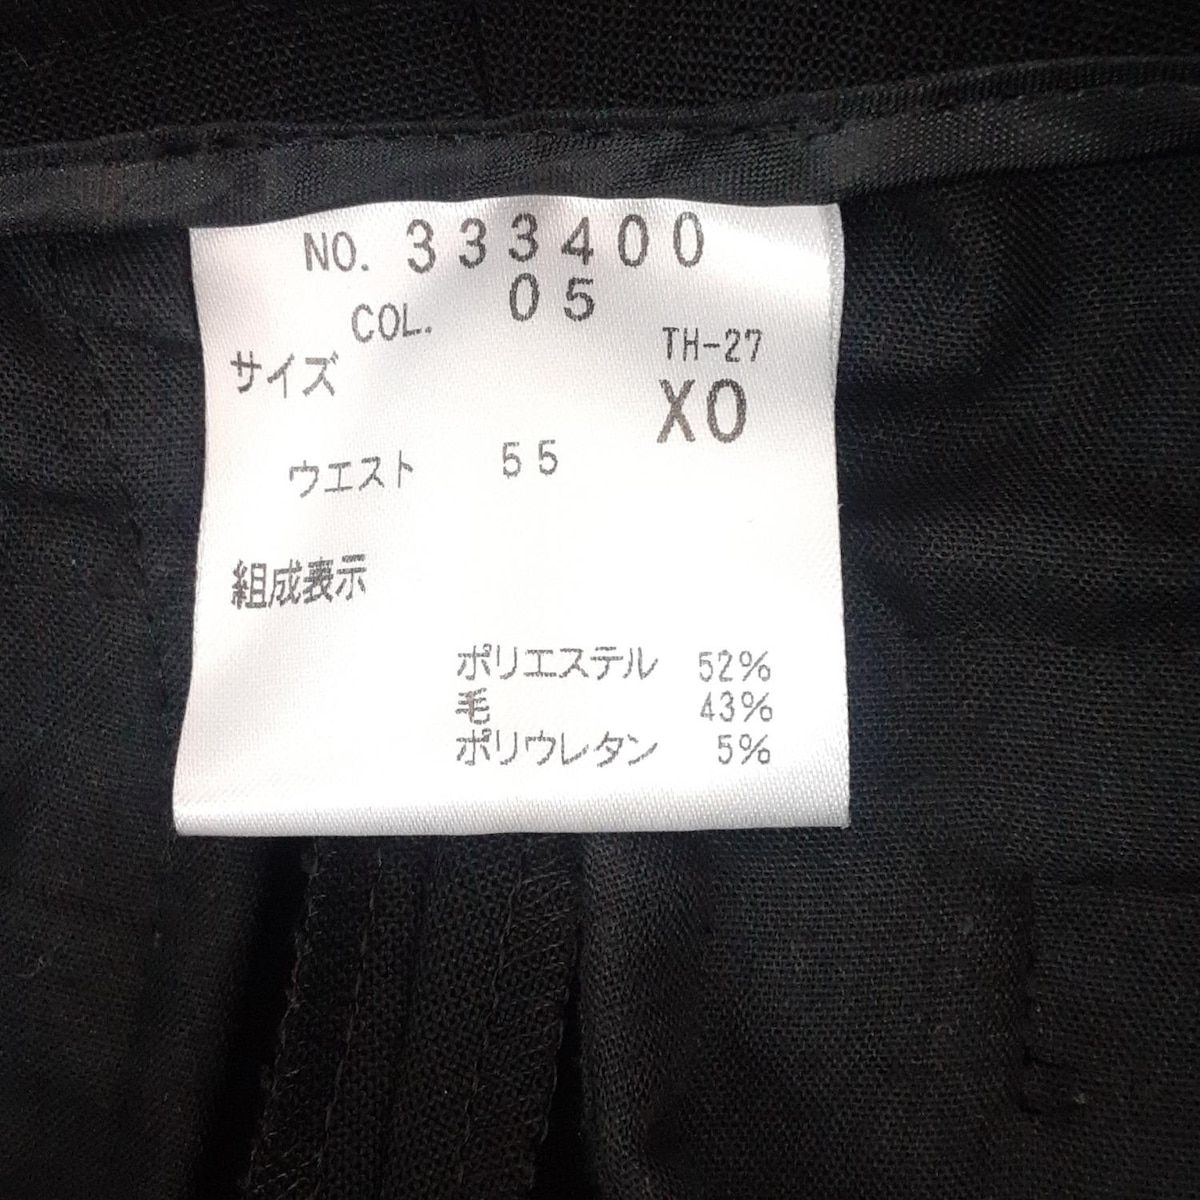 NO. 333400
COL. 05
TH-27
サイズ XO
ウエスト 55
組成表示
ポリエステル 52%
毛 43%
ポリウレタン 5%